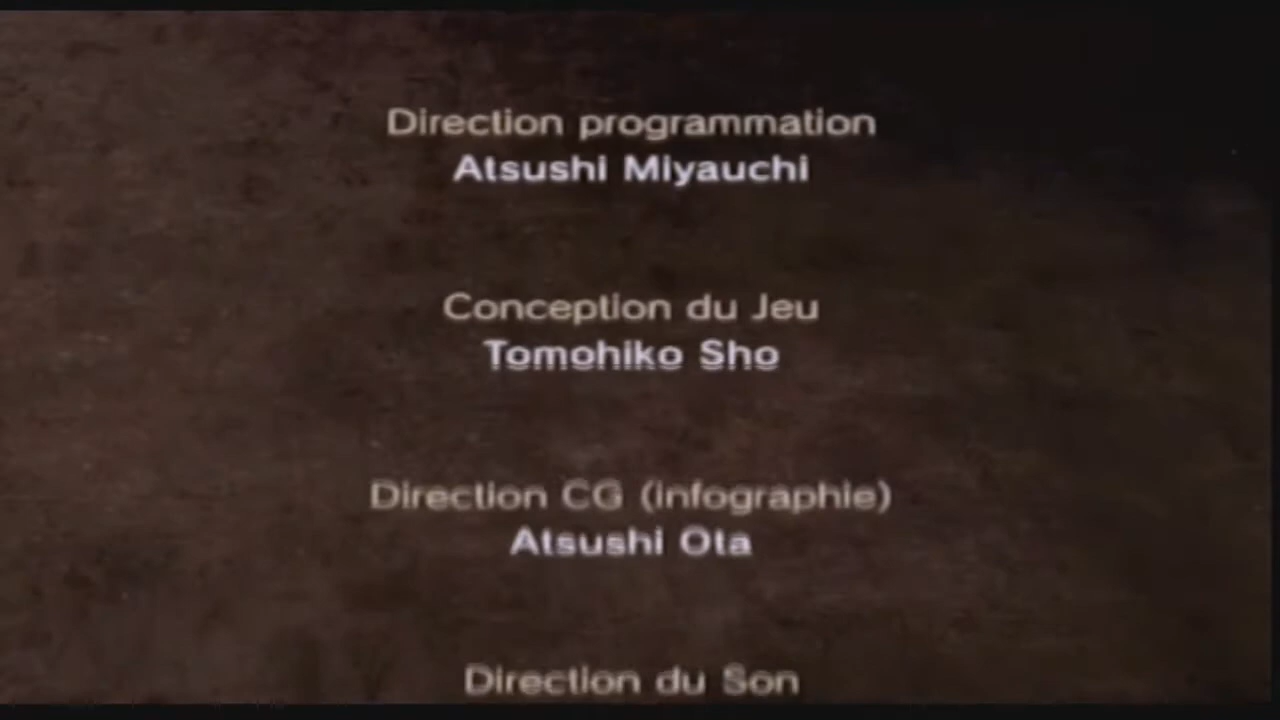 Direction programmation
Atsushi Miyauchi
Conception du Jeu
Tomohiko Sho
Direction CG (infographie)
Atsushi Ota
Direction du Son